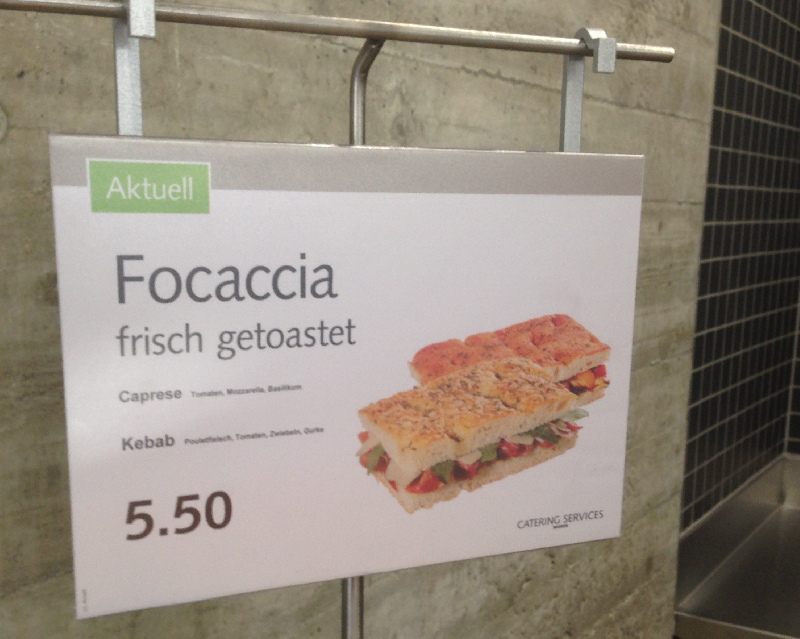 Aktuell
Focaccia
frisch getoastet
Caprese Tomaten, Mozzarella, Basilikum
Kebab Pouletfleisch, Tomaten, Zwiebeln, Gurke
5.50
CATERING SERVICES